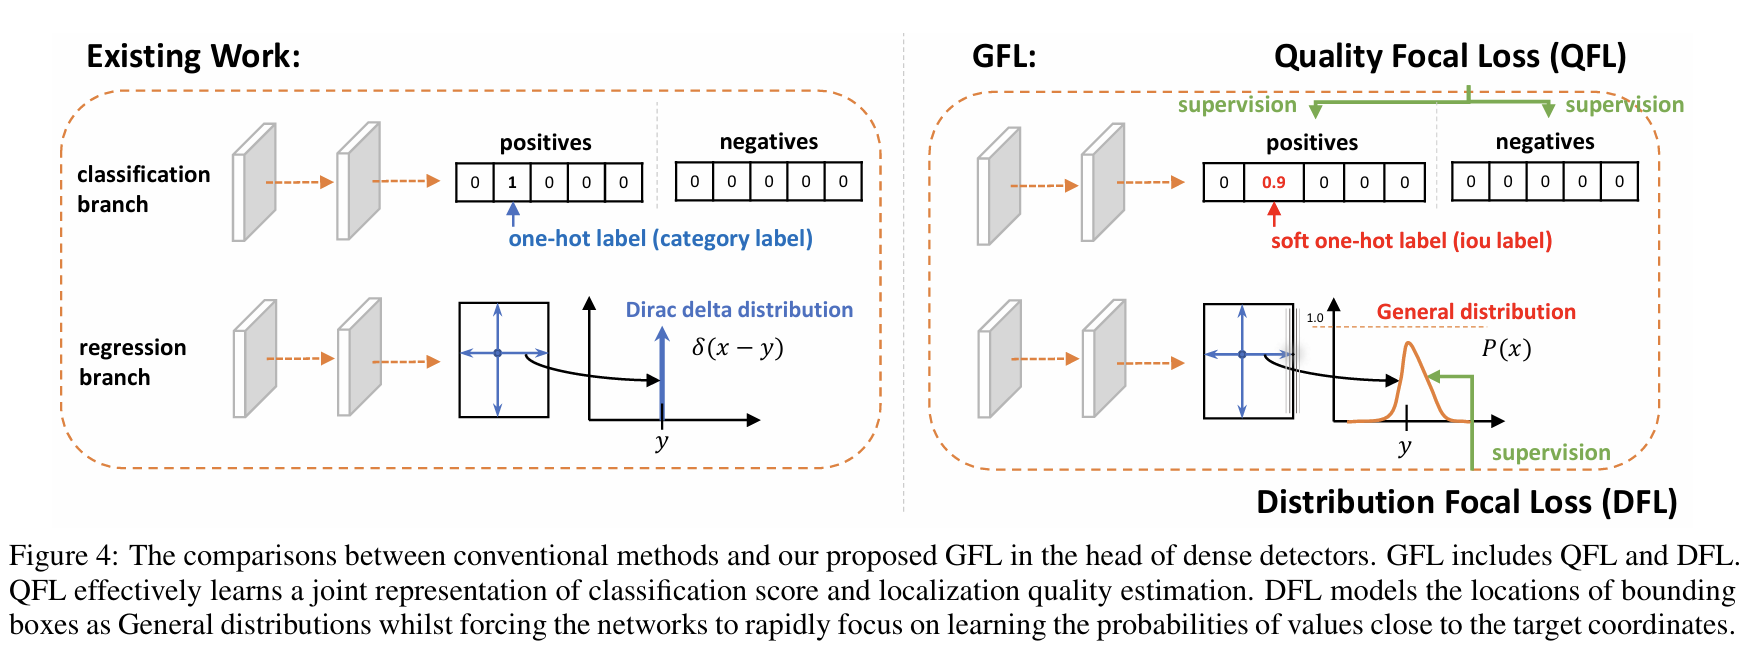 Existing Work:
classification
branch
positives
negatives
0 1 0 0 0
0 0 0 0 0
one-hot label (category label)
regression
branch
Dirac delta distribution
δ(x − y)
y
GFL:
Quality Focal Loss (QFL)
supervision
supervision
positives
negatives
0 0.9 0 0 0
0 0 0 0 0
soft one-hot label (iou label)
1.0
General distribution
P(x)
y
supervision
Distribution Focal Loss (DFL)
Figure 4: The comparisons between conventional methods and our proposed GFL in the head of dense detectors. GFL includes QFL and DFL.
QFL effectively learns a joint representation of classification score and localization quality estimation. DFL models the locations of bounding
boxes as General distributions whilst forcing the networks to rapidly focus on learning the probabilities of values close to the target coordinates.